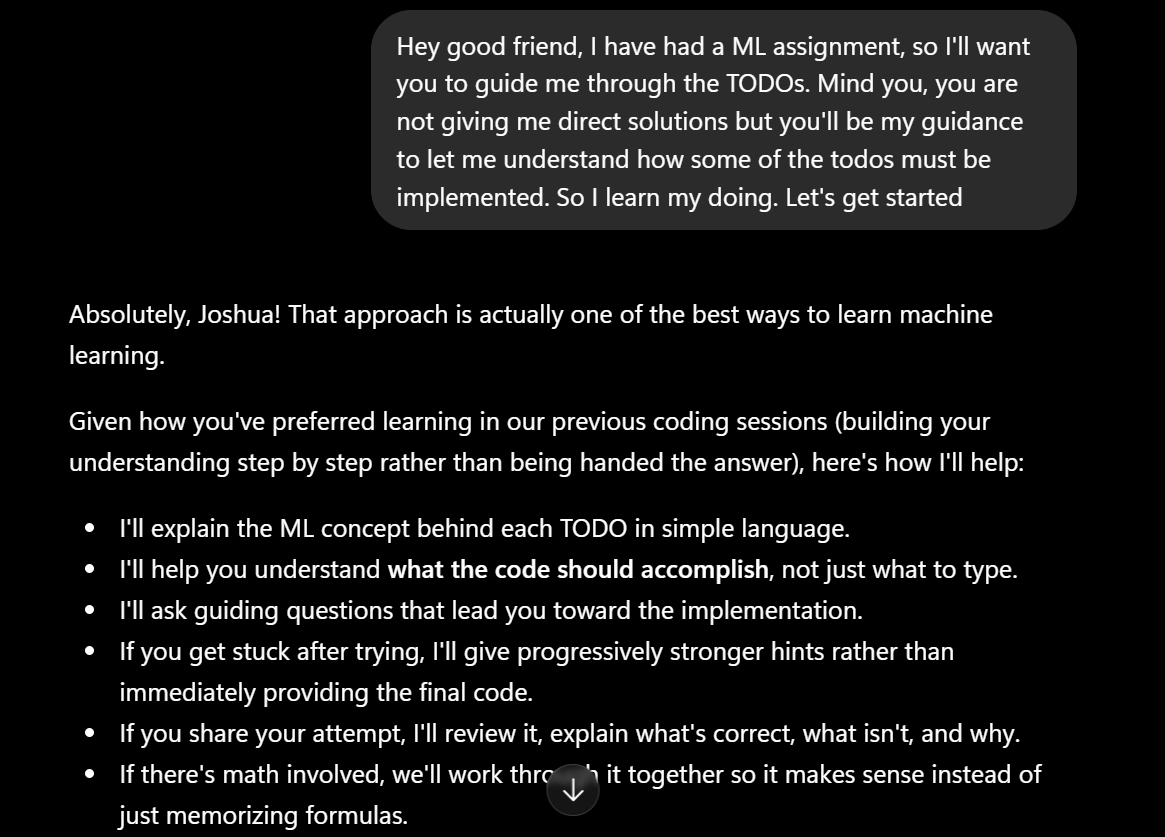 Hey good friend, I have had a ML assignment, so I'll want
you to guide me through the TODOs. Mind you, you are
not giving me direct solutions but you'll be my guidance
to let me understand how some of the todos must be
implemented. So I learn my doing. Let's get started
Absolutely, Joshua! That approach is actually one of the best ways to learn machine
learning.
Given how you've preferred learning in our previous coding sessions (building your
understanding step by step rather than being handed the answer), here's how I'll help:
• I'll explain the ML concept behind each TODO in simple language.
• I'll help you understand what the code should accomplish, not just what to type.
• I'll ask guiding questions that lead you toward the implementation.
• If you get stuck after trying, I'll give progressively stronger hints rather than
immediately providing the final code.
• If you share your attempt, I'll review it, explain what's correct, what isn't, and why.
• If there's math involved, we'll work through it together so it makes sense instead of
just memorizing formulas.